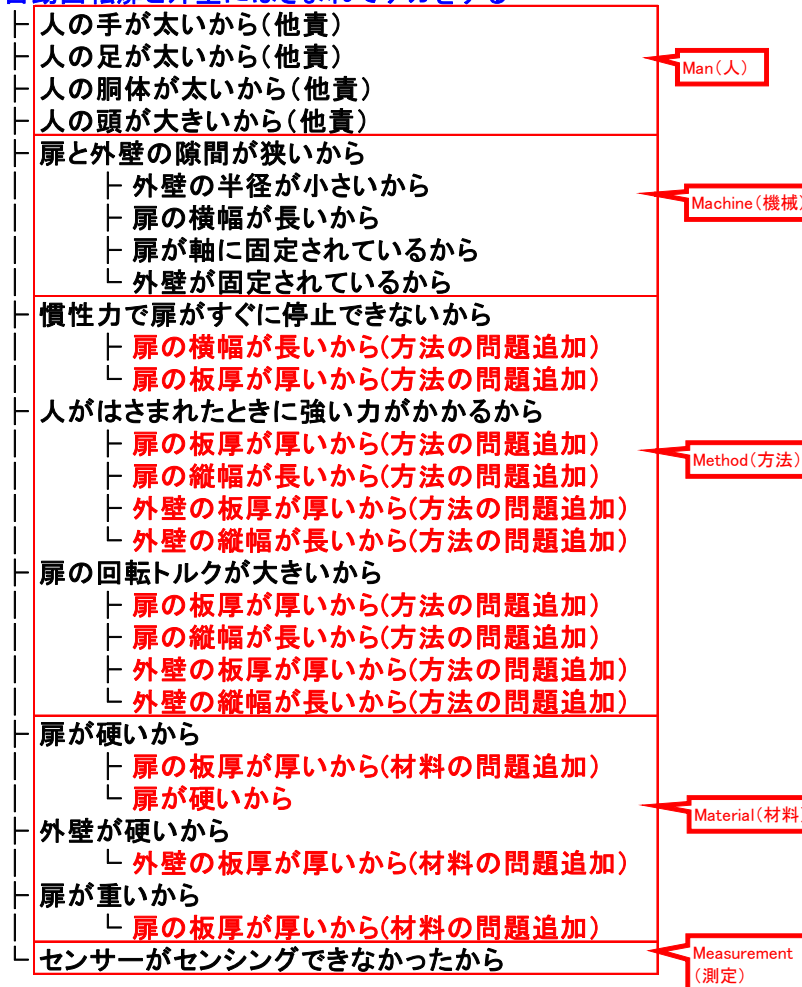 ├ 人の手が太いから(他責)
├ 人の足が太いから(他責)
├ 人の胴体が太いから(他責)
├ 人の頭が大きいから(他責)
Man(人)
├ 扉と外壁の隙間が狭いから
│ ├ 外壁の半径が小さいから
│ ├ 扉の横幅が長いから
│ ├ 扉が軸に固定されているから
│ └ 外壁が固定されているから
Machine(機械)
├ 慣性力で扉がすぐに停止できないから
│ ├ 扉の横幅が長いから(方法の問題追加)
│ └ 扉の板厚が厚いから(方法の問題追加)
├ 人がはさまれたときに強い力がかかるから
│ ├ 扉の板厚が厚いから(方法の問題追加)
│ ├ 扉の縦幅が長いから(方法の問題追加)
│ ├ 外壁の板厚が厚いから(方法の問題追加)
│ └ 外壁の縦幅が長いから(方法の問題追加)
├ 扉の回転トルクが大きいから
│ ├ 扉の板厚が厚いから(方法の問題追加)
│ ├ 扉の縦幅が長いから(方法の問題追加)
│ ├ 外壁の板厚が厚いから(方法の問題追加)
│ └ 外壁の縦幅が長いから(方法の問題追加)
Method(方法)
├ 扉が硬いから
│ ├ 扉の板厚が厚いから(材料の問題追加)
│ └ 扉が硬いから
├ 外壁が硬いから
│ └ 外壁の板厚が厚いから(材料の問題追加)
├ 扉が重いから
│ └ 扉の板厚が厚いから(材料の問題追加)
Material(材料)
└ センサーがセンシングできなかったから
Measurement
(測定)